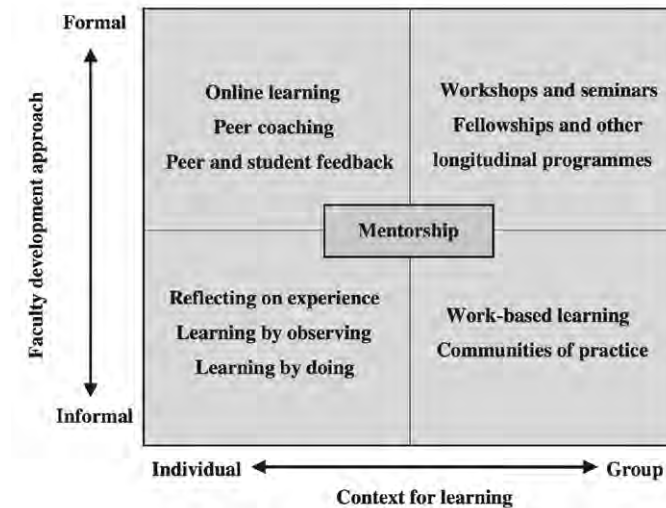 Formal
Faculty development approach
Informal
Online learning
Peer coaching
Peer and student feedback
Workshops and seminars
Fellowships and other
longitudinal programmes
Mentorship
Reflecting on experience
Learning by observing
Learning by doing
Work-based learning
Communities of practice
Individual
Group
Context for learning